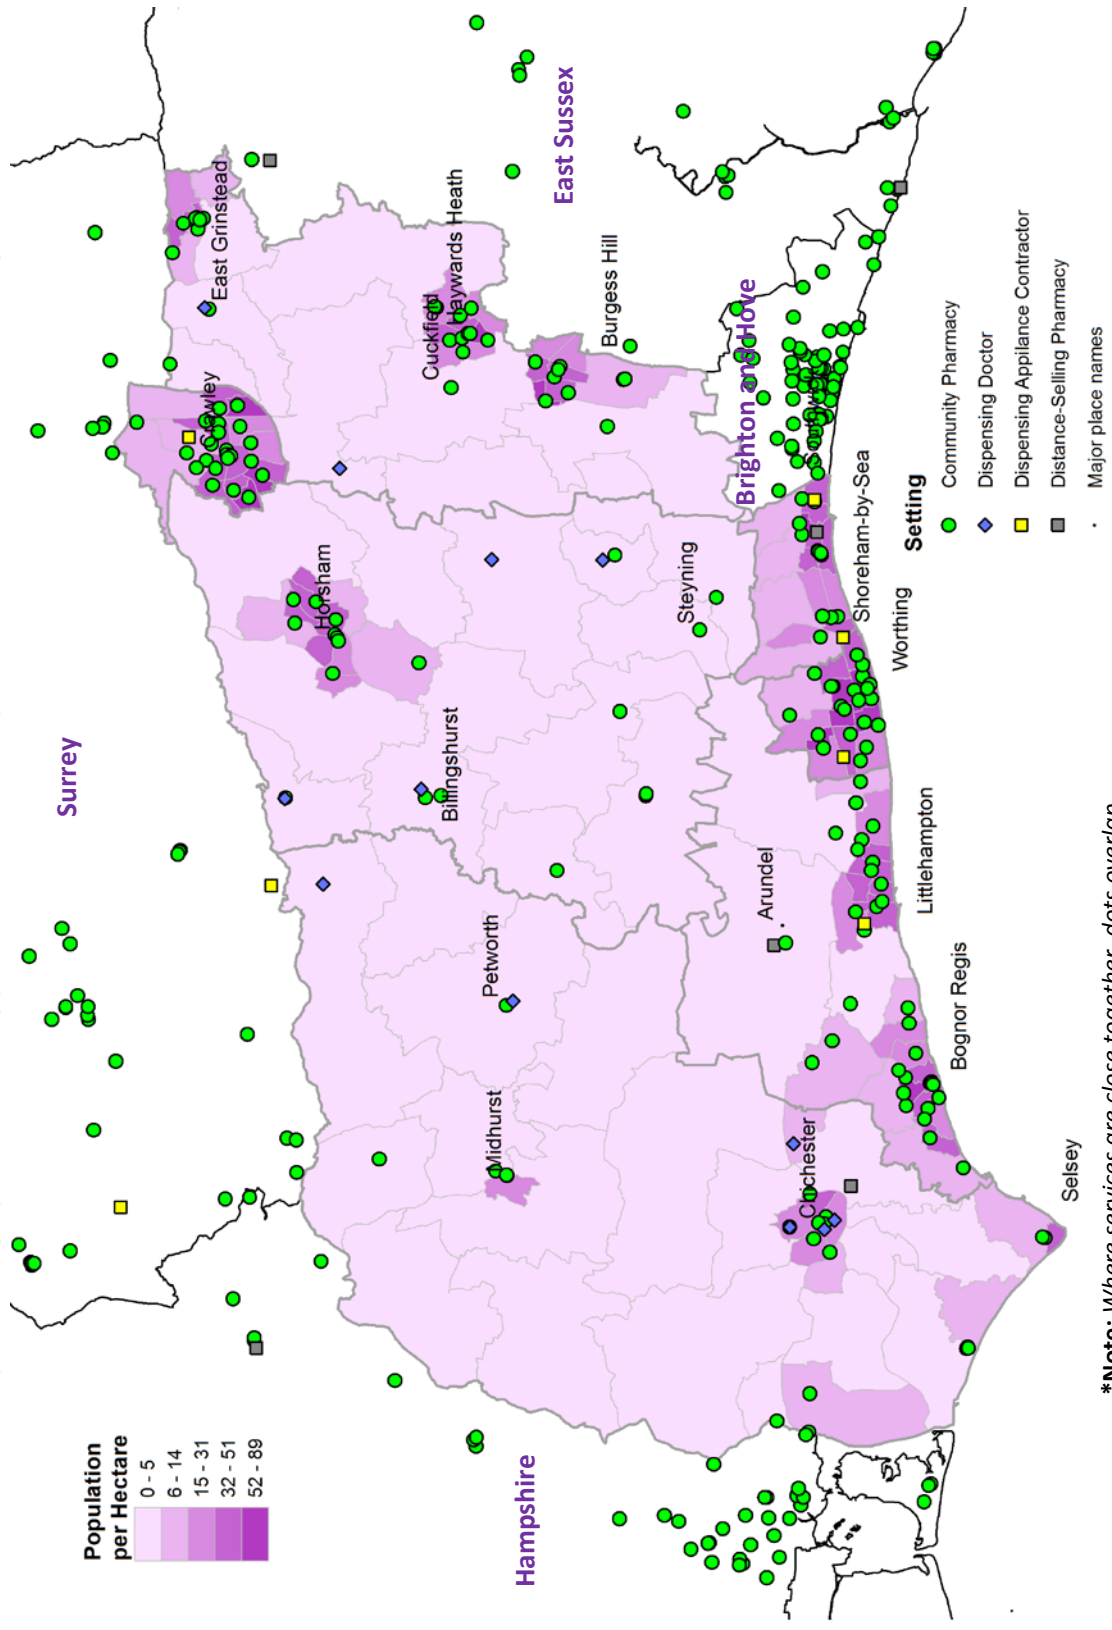 Population
per Hectare
0 - 5
6 - 14
15 - 31
32 - 51
52 - 89
Surrey
Hampshire
East Sussex
Brighton and Hove
East Grinstead
Crawley
Cuckfield
Haywards Heath
Burgess Hill
Horsham
Billingshurst
Steyning
Petworth
Midhurst
Arundel
Chichester
Shoreham-by-Sea
Worthing
Littlehampton
Bognor Regis
Selsey
Setting
Community Pharmacy
Dispensing Doctor
Dispensing Appilance Contractor
Distance-Selling Pharmacy
Major place names
*Note: Where services are close together, dots overlap